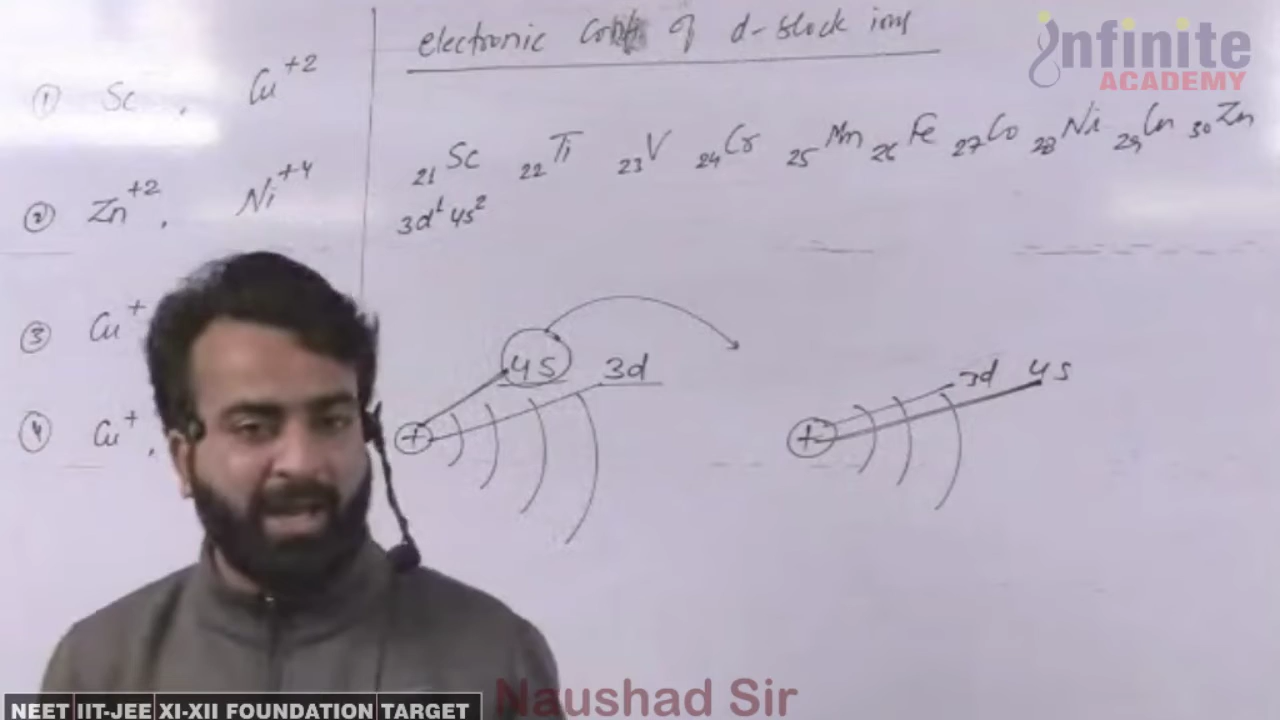 electronic Conf of d-block ions
infinite
ACADEMY
① Sc , Cu+2
21Sc 22Ti 23V 24Cr 25Mn 26Fe 27Co 28Ni 29Cu 30Zn
② Zn+2 , Ni+4
3d1 4s2
③ Cu+
4s 3d
3d 4s
④ Cu+ ,
+
+
Naushad Sir
NEET IIT-JEE XI-XII FOUNDATION TARGET